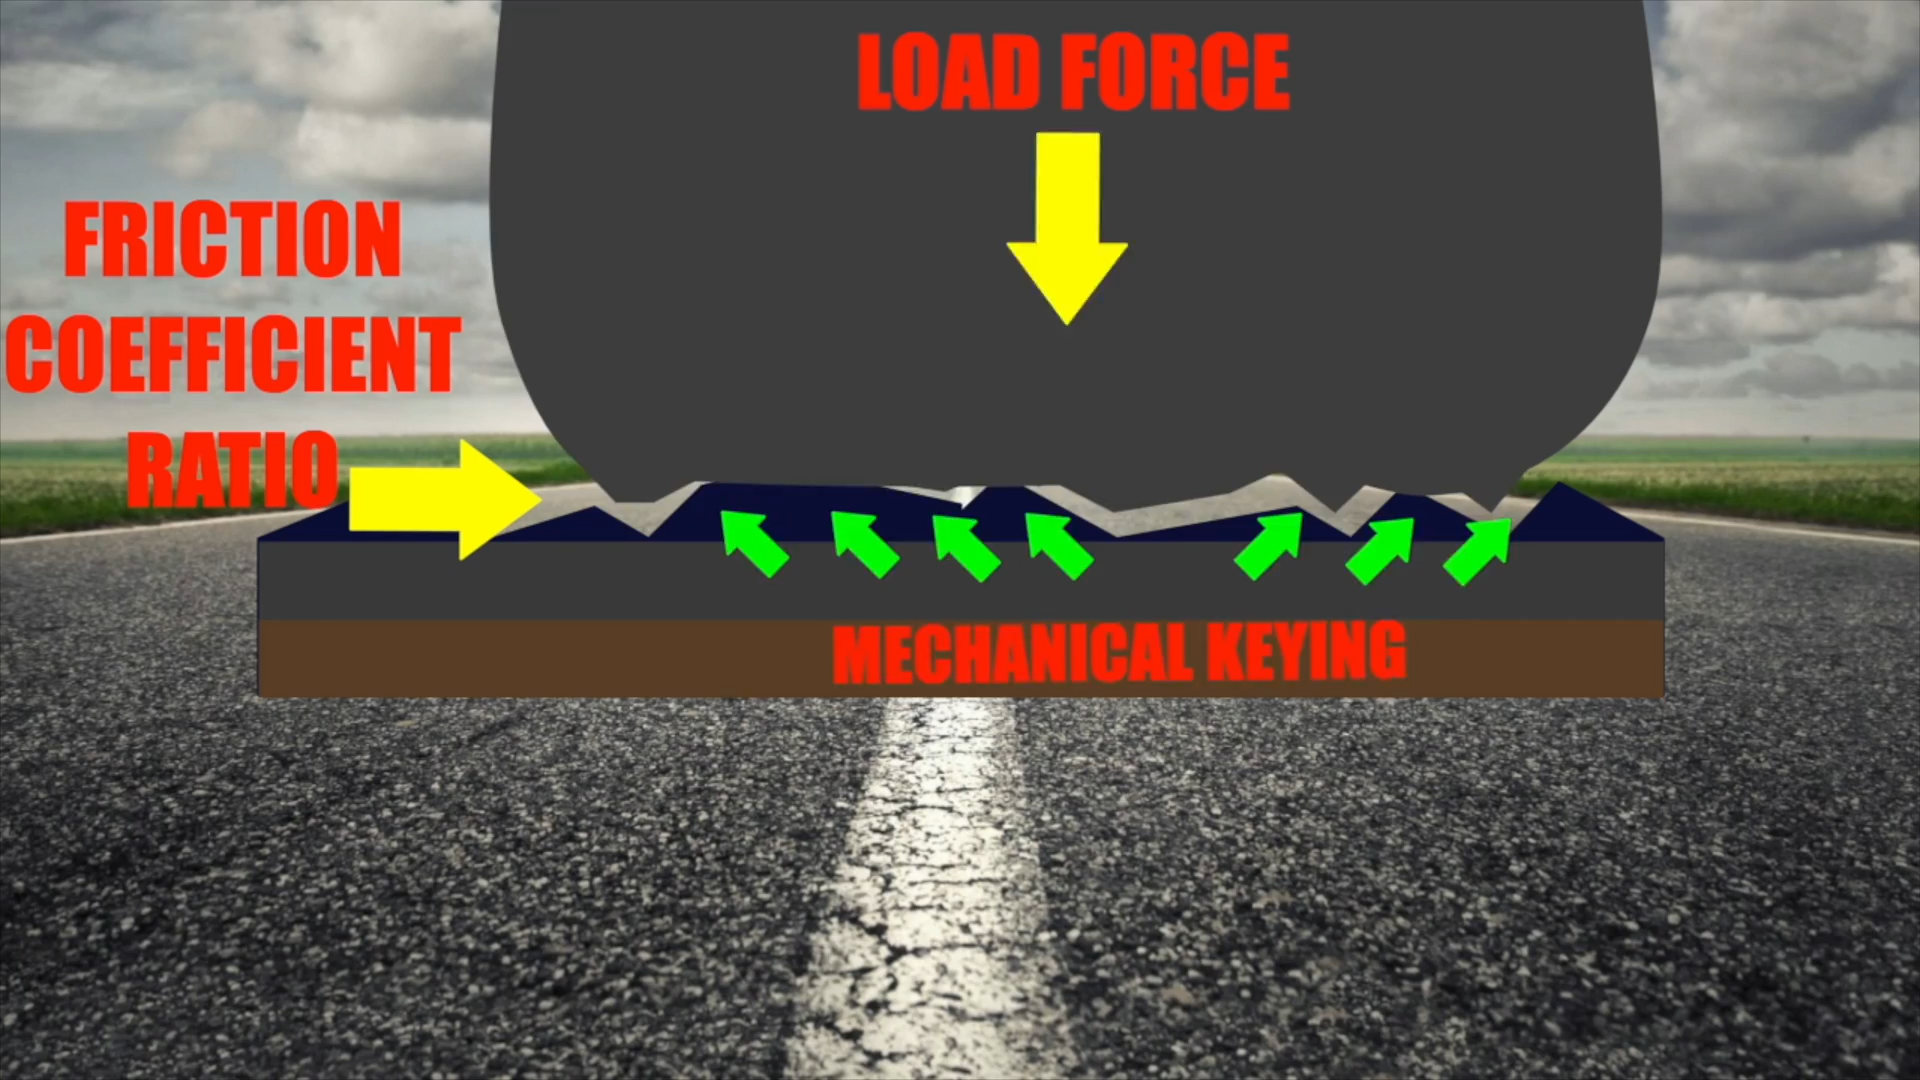 LOAD FORCE
FRICTION
COEFFICIENT
RATIO
MECHANICAL KEYING